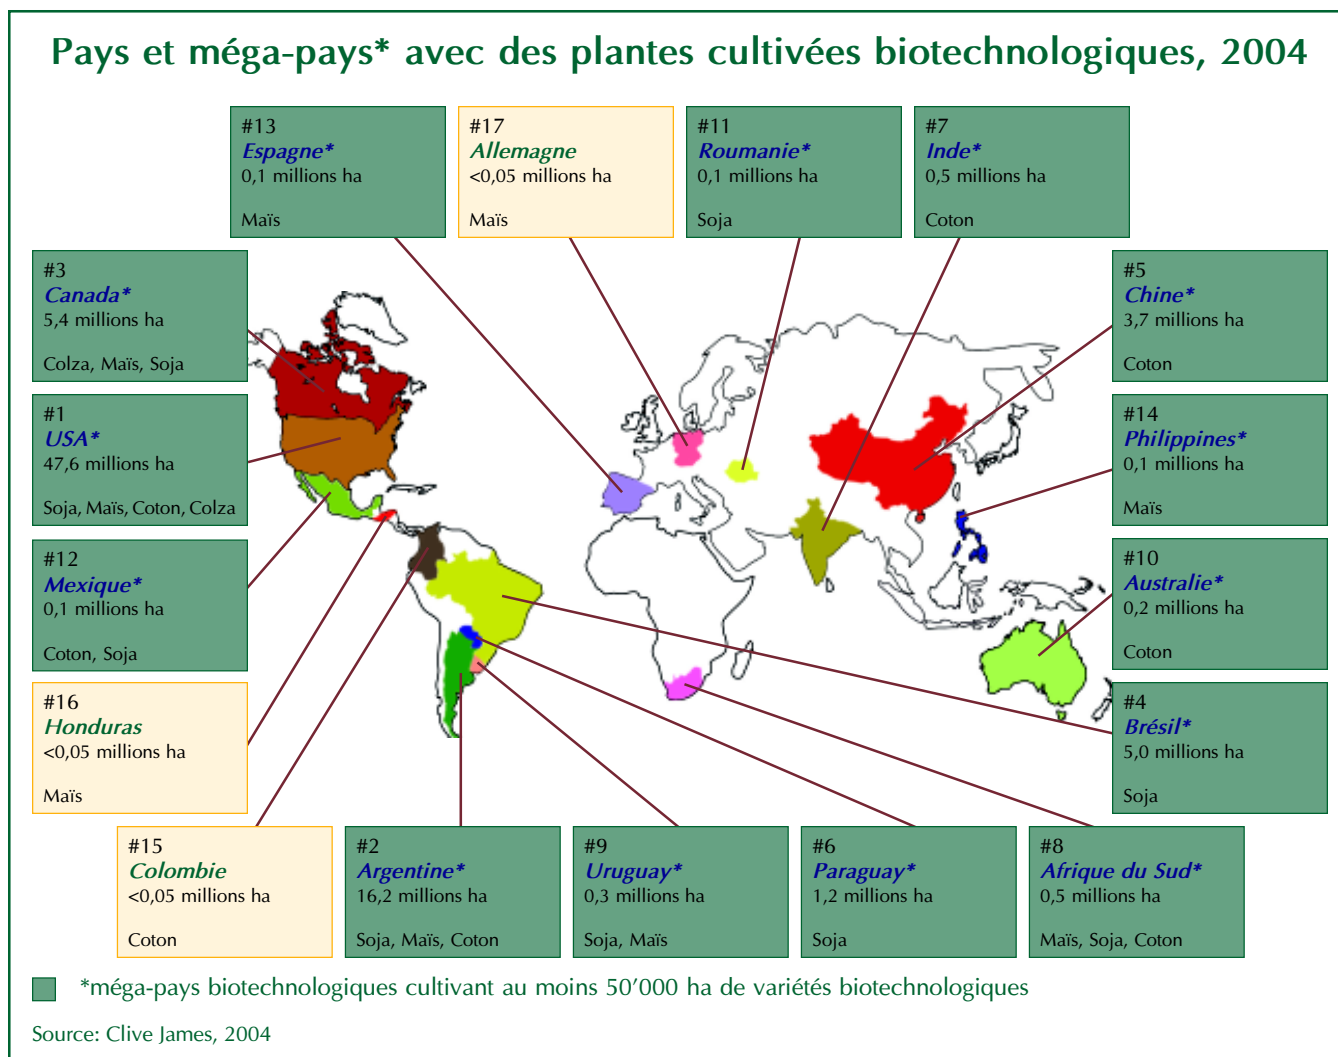 Pays et méga-pays* avec des plantes cultivées biotechnologiques, 2004
#13
Espagne*
0,1 millions ha
Maïs
#17
Allemagne
<0,05 millions ha
Maïs
#11
Roumanie*
0,1 millions ha
Soja
#7
Inde*
0,5 millions ha
Coton
#3
Canada*
5,4 millions ha
Colza, Maïs, Soja
#5
Chine*
3,7 millions ha
Coton
#1
USA*
47,6 millions ha
Soja, Maïs, Coton, Colza
#14
Philippines*
0,1 millions ha
Maïs
#12
Mexique*
0,1 millions ha
Coton, Soja
#10
Australie*
0,2 millions ha
Coton
#16
Honduras
<0,05 millions ha
Maïs
#4
Brésil*
5,0 millions ha
Soja
#15
Colombie
<0,05 millions ha
Coton
#2
Argentine*
16,2 millions ha
Soja, Maïs, Coton
#9
Uruguay*
0,3 millions ha
Soja, Maïs
#6
Paraguay*
1,2 millions ha
Soja
#8
Afrique du Sud*
0,5 millions ha
Maïs, Soja, Coton
*méga-pays biotechnologiques cultivant au moins 50’000 ha de variétés biotechnologiques
Source: Clive James, 2004